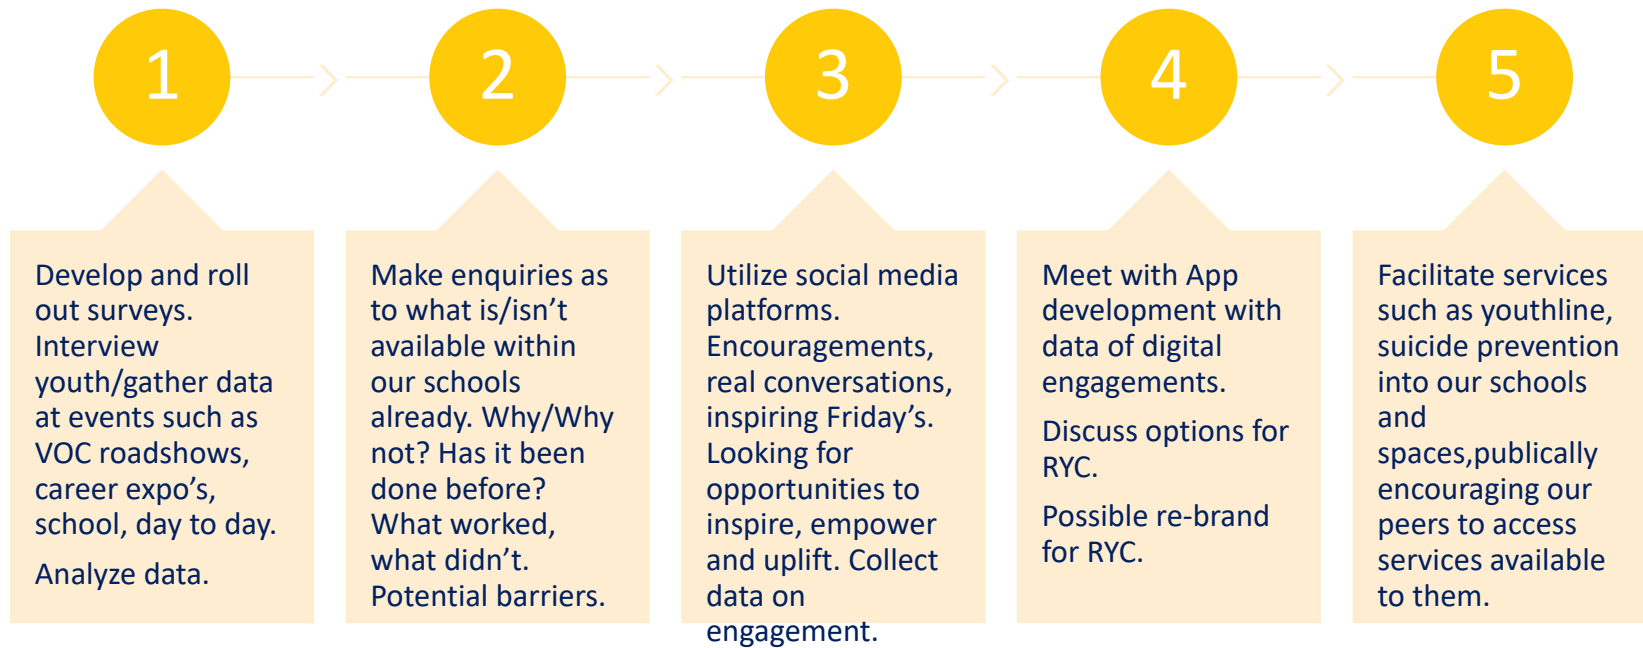 1
Develop and roll
out surveys.
Interview
youth/gather data
at events such as
VOC roadshows,
career expo’s,
school, day to day.
Analyze data.
2
Make enquiries as
to what is/isn’t
available within
our schools
already. Why/Why
not? Has it been
done before?
What worked,
what didn’t.
Potential barriers.
3
Utilize social media
platforms.
Encouragements,
real conversations,
inspiring Friday’s.
Looking for
opportunities to
inspire, empower
and uplift. Collect
data on
engagement.
4
Meet with App
development with
data of digital
engagements.
Discuss options for
RYC.
Possible re-brand
for RYC.
5
Facilitate services
such as youthline,
suicide prevention
into our schools
and
spaces,publically
encouraging our
peers to access
services available
to them.